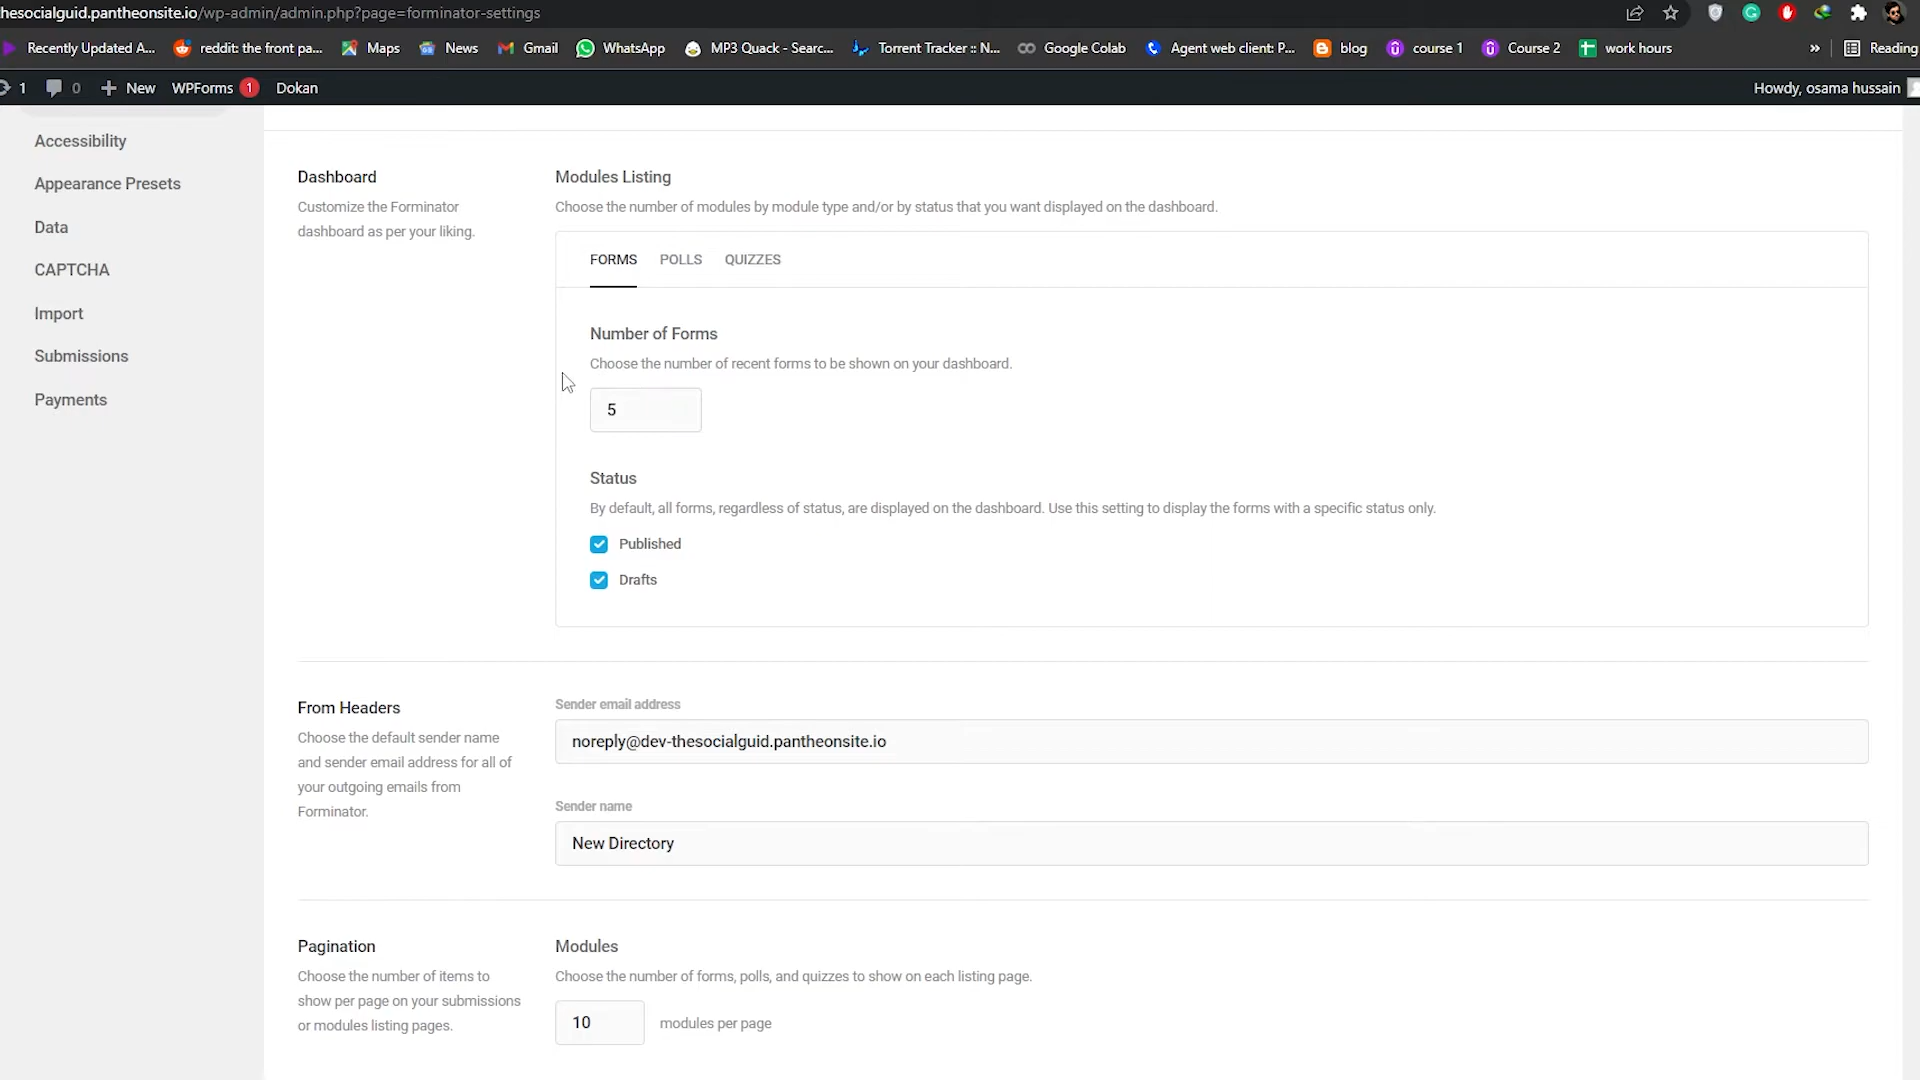 hesocialguid.pantheonsite.io/wp-admin/admin.php?page=forminator-settings
Recently Updated A...
reddit: the front pa...
Maps
News
Gmail
WhatsApp
MP3 Quack - Searc...
Torrent Tracker :: N...
Google Colab
Agent web client: P...
blog
course 1
Course 2
work hours
»
Reading
1
0
New
WPForms 1
Dokan
Howdy, osama hussain
Accessibility
Appearance Presets
Data
CAPTCHA
Import
Submissions
Payments
Dashboard
Customize the Forminator
dashboard as per your liking.
Modules Listing
Choose the number of modules by module type and/or by status that you want displayed on the dashboard.
FORMS
POLLS
QUIZZES
Number of Forms
Choose the number of recent forms to be shown on your dashboard.
5
Status
By default, all forms, regardless of status, are displayed on the dashboard. Use this setting to display the forms with a specific status only.
Published
Drafts
From Headers
Choose the default sender name
and sender email address for all of
your outgoing emails from
Forminator.
Sender email address
noreply@dev-thesocialguid.pantheonsite.io
Sender name
New Directory
Pagination
Choose the number of items to
show per page on your submissions
or modules listing pages.
Modules
Choose the number of forms, polls, and quizzes to show on each listing page.
10
modules per page